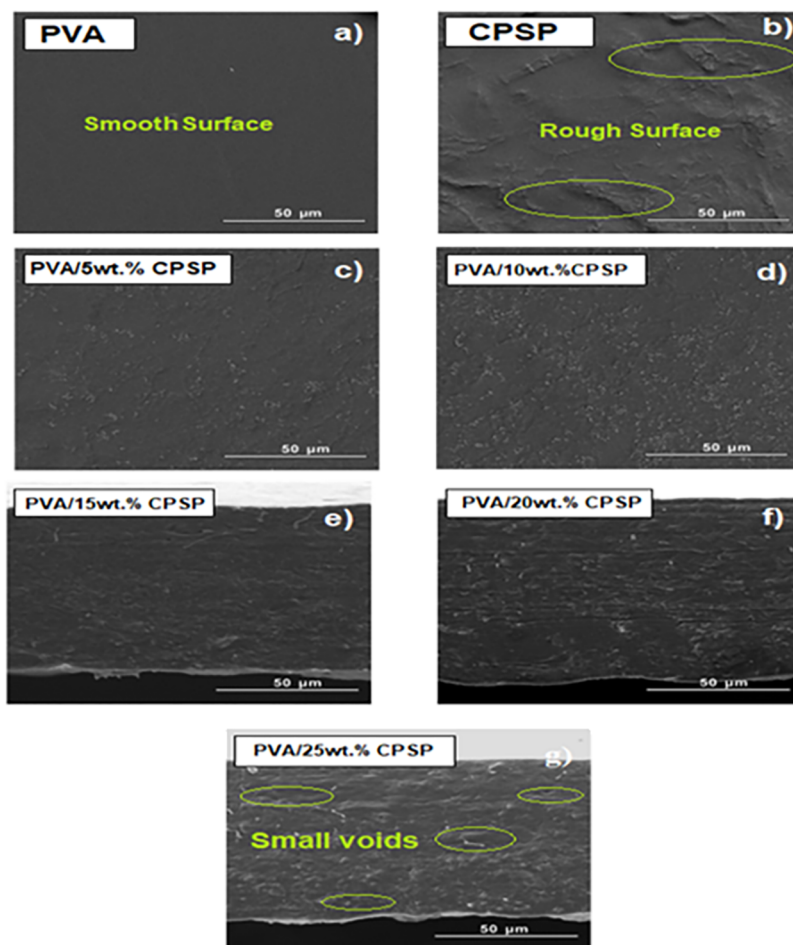 PVA
a)
Smooth Surface
50 µm
CPSP
b)
Rough Surface
50 µm
PVA/5wt.% CPSP
c)
50 µm
PVA/10wt.%CPSP
d)
50 µm
PVA/15wt.% CPSP
e)
50 µm
PVA/20wt.% CPSP
f)
50 µm
PVA/25wt.% CPSP
g)
Small voids
50 µm